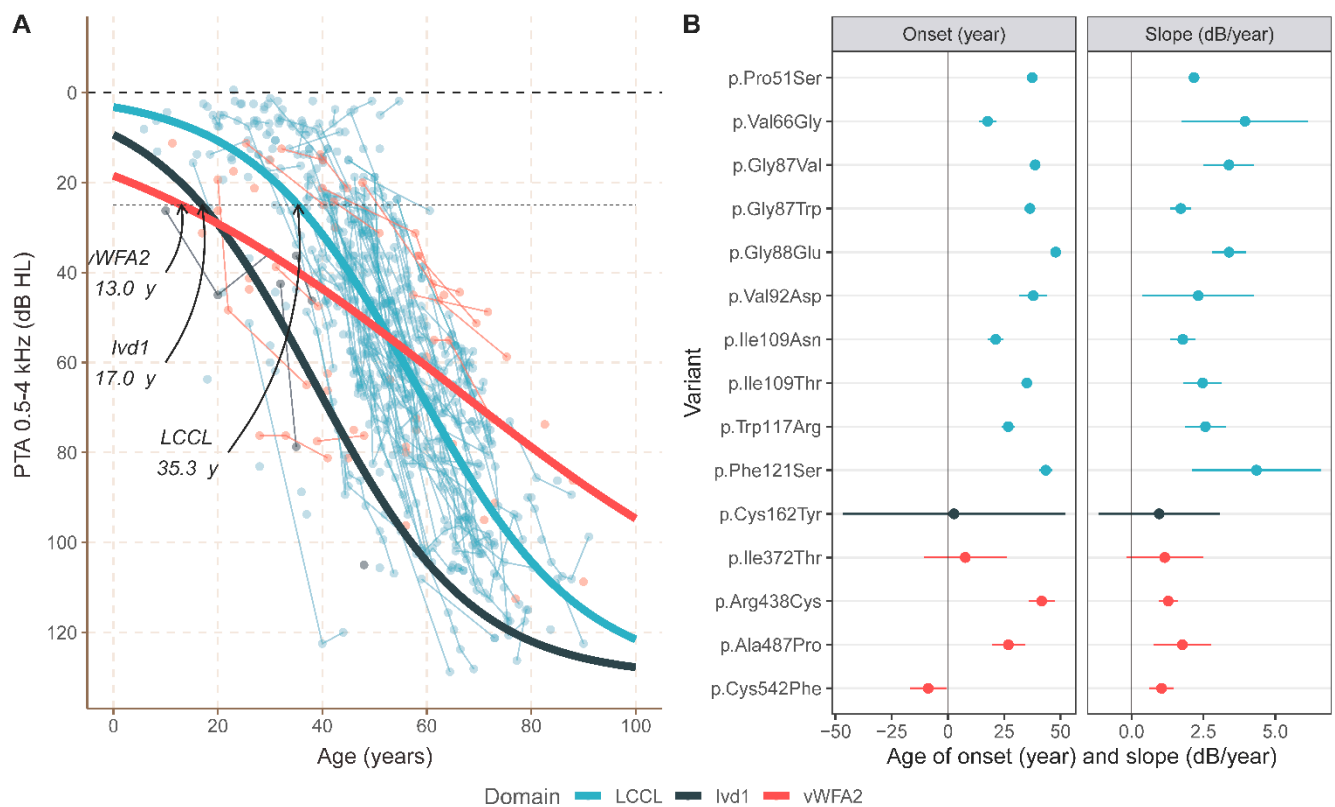 A
PTA 0.5-4 kHz (dB HL)
0
20
40
60
80
100
120
vWFA2
13.0 y
Ivd1
17.0 y
LCCL
35.3 y
0
20
40
60
80
100
Age (years)
B
Onset (year)
Slope (dB/year)
Variant
p.Pro51Ser
p.Val66Gly
p.Gly87Val
p.Gly87Trp
p.Gly88Glu
p.Val92Asp
p.Ile109Asn
p.Ile109Thr
p.Trp117Arg
p.Phe121Ser
p.Cys162Tyr
p.Ile372Thr
p.Arg438Cys
p.Ala487Pro
p.Cys542Phe
−50
−25
0
25
50
0.0
2.5
5.0
Age of onset (year) and slope (dB/year)
Domain LCCL Ivd1 vWFA2